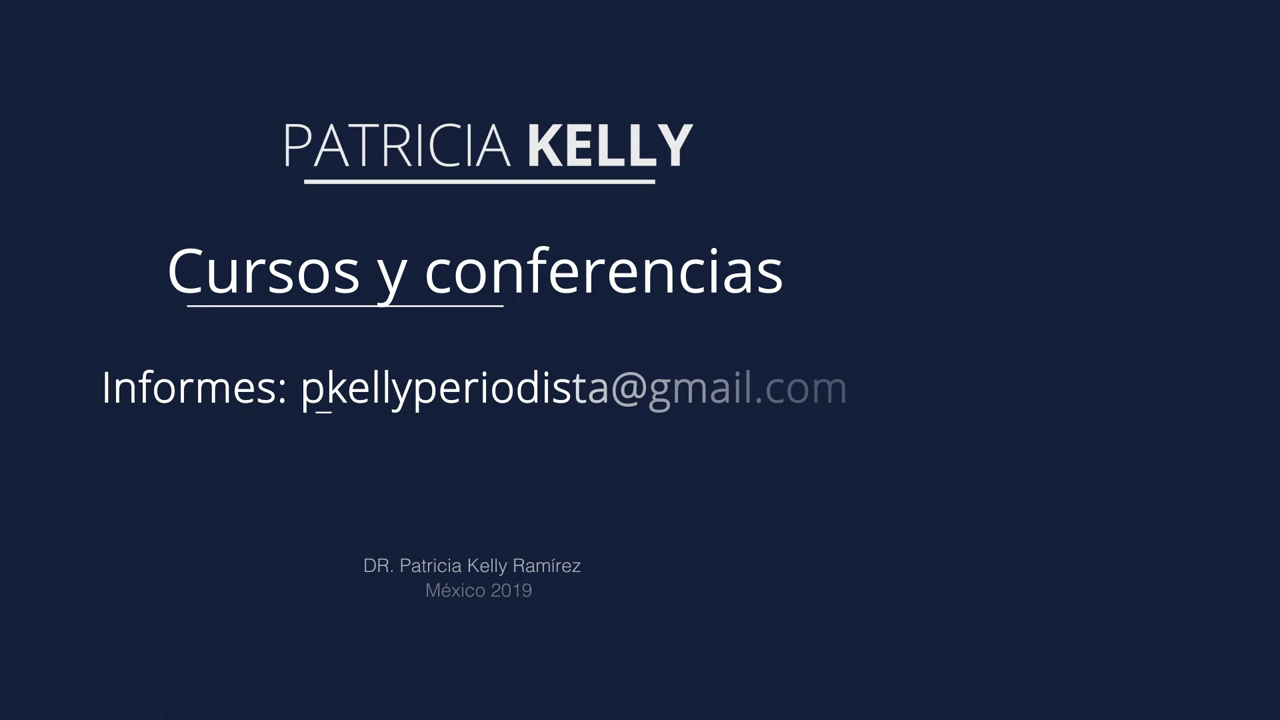 PATRICIA KELLY
Cursos y conferencias
Informes: pkellyperiodista@gmail.com
DR. Patricia Kelly Ramírez
México 2019